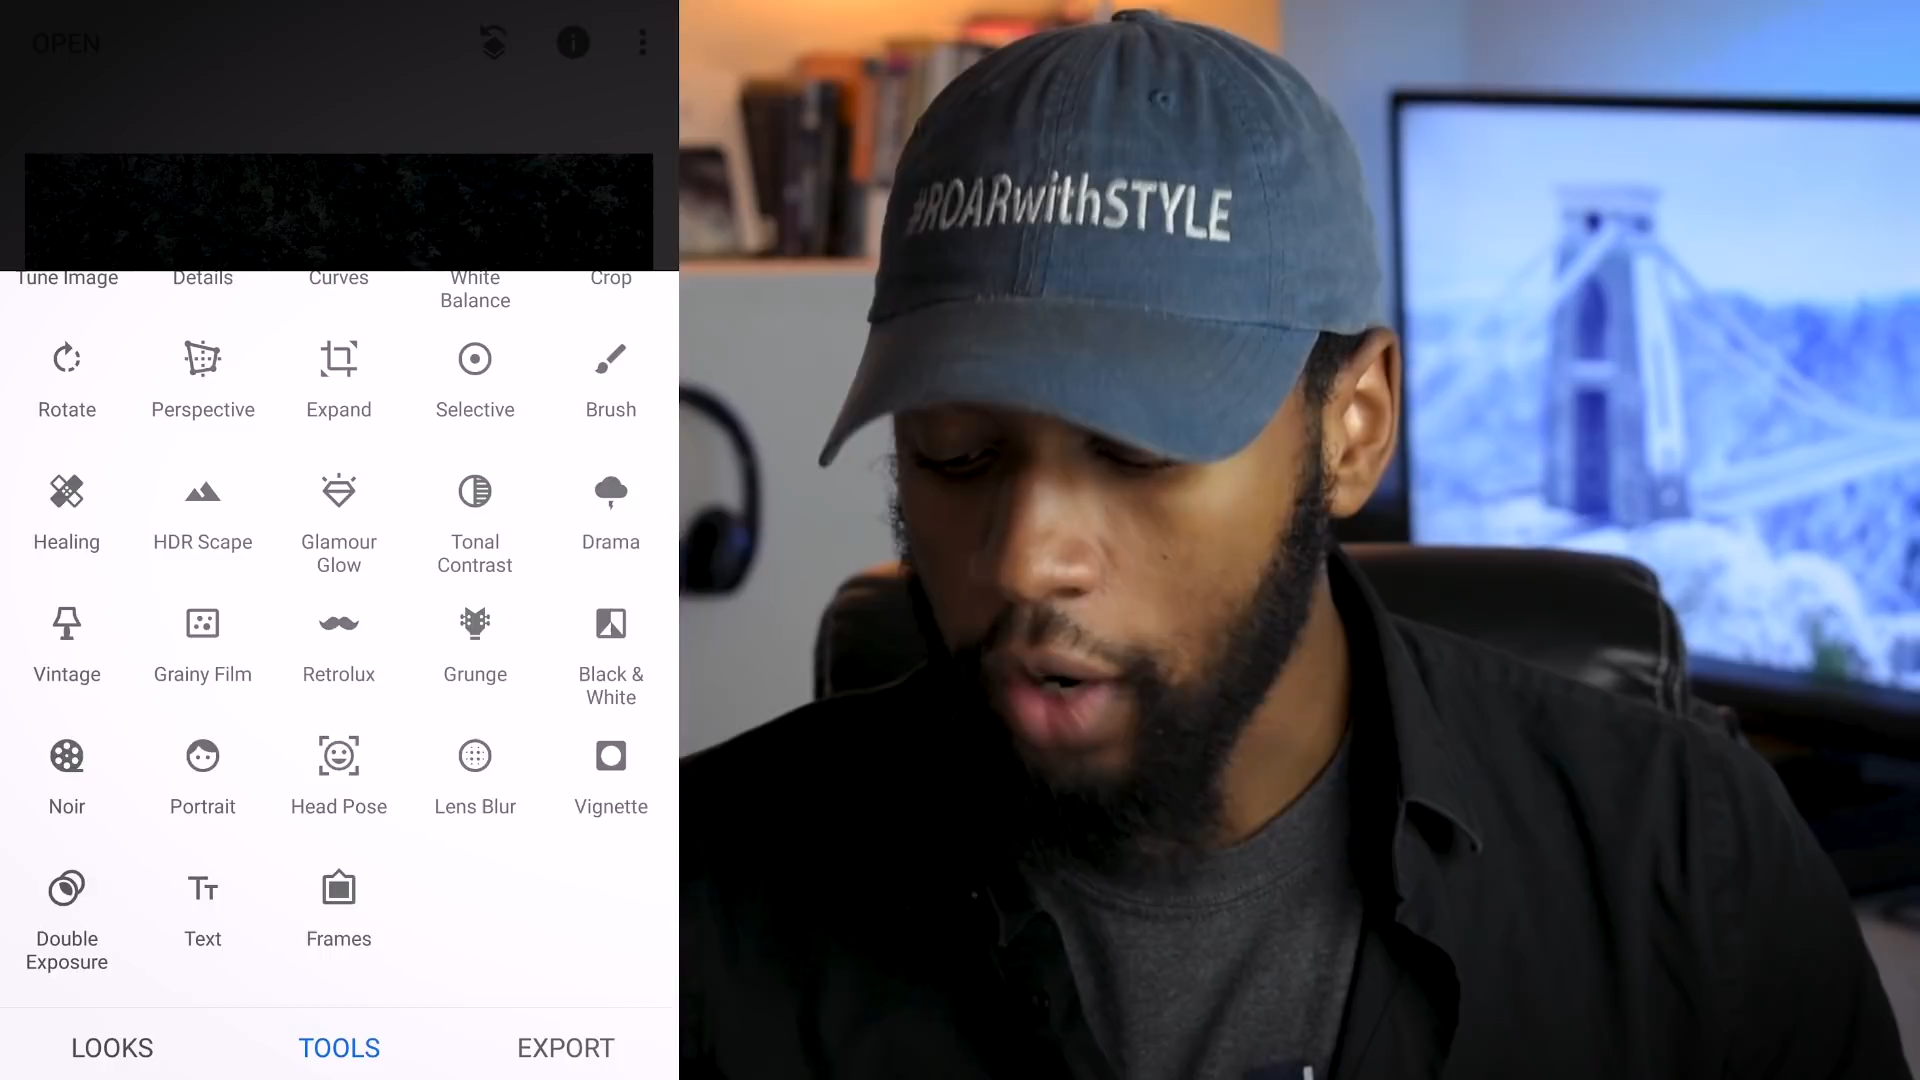 OPEN
Tune Image Details Curves White Balance Crop
Rotate Perspective Expand Selective Brush
Healing HDR Scape Glamour Glow Tonal Contrast Drama
Vintage Grainy Film Retrolux Grunge Black & White
Noir Portrait Head Pose Lens Blur Vignette
Double Exposure Text Frames
LOOKS TOOLS EXPORT
#ROARwithSTYLE